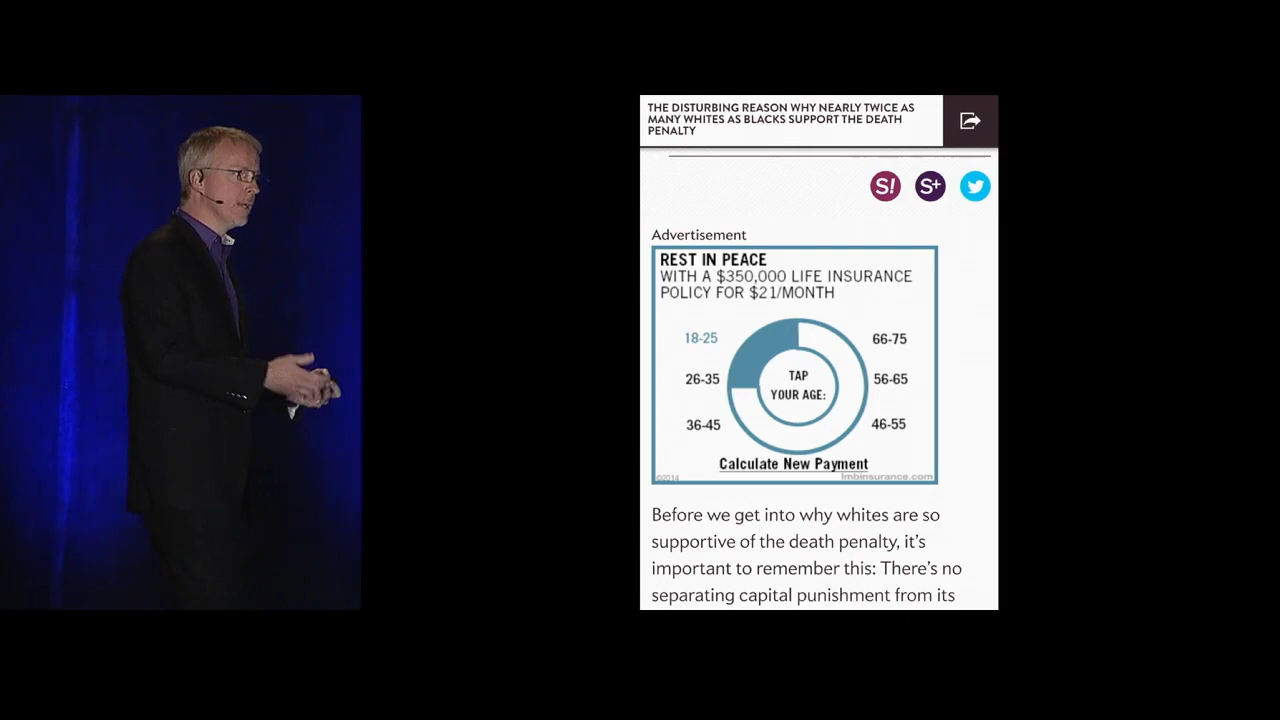 THE DISTURBING REASON WHY NEARLY TWICE AS
MANY WHITES AS BLACKS SUPPORT THE DEATH
PENALTY
S! S+
Advertisement
REST IN PEACE
WITH A $350,000 LIFE INSURANCE
POLICY FOR $21/MONTH
18-25 66-75
26-35 TAP 56-65
YOUR AGE:
36-45 46-55
Calculate New Payment
©2014 lmbinsurance.com
Before we get into why whites are so
supportive of the death penalty, it’s
important to remember this: There’s no
separating capital punishment from its